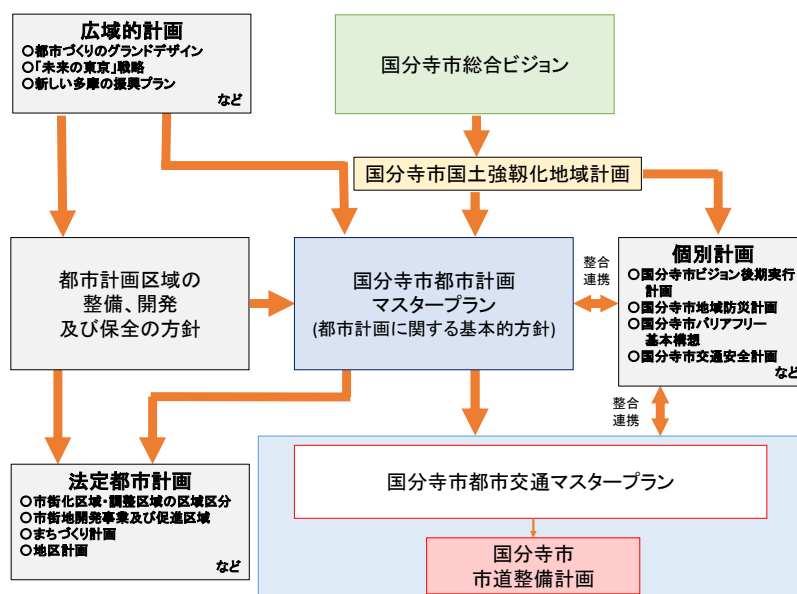 広域的計画
○都市づくりのグランドデザイン
○「未来の東京」戦略
○新しい多摩の振興プラン
など
国分寺市総合ビジョン
国分寺市国土強靱化地域計画
都市計画区域の
整備、開発
及び保全の方針
国分寺市都市計画
マスタープラン
(都市計画に関する基本的方針)
整合
連携
個別計画
○国分寺市ビジョン後期実行
計画
○国分寺市地域防災計画
○国分寺市バリアフリー
基本構想
○国分寺市交通安全計画
など
整合
連携
法定都市計画
○市街化区域・調整区域の区域区分
○市街地開発事業及び促進区域
○まちづくり計画
○地区計画
など
国分寺市都市交通マスタープラン
国分寺市
市道整備計画